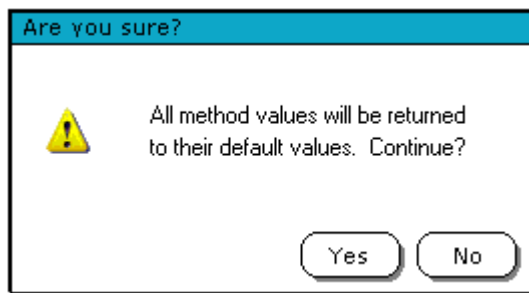 Are you sure?
All method values will be returned
to their default values.  Continue?
Yes
No